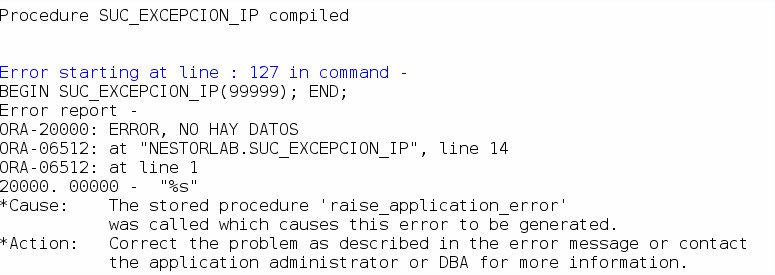 Procedure SUC_EXCEPCION_IP compiled
Error starting at line : 127 in command -
BEGIN SUC_EXCEPCION_IP(99999); END;
Error report -
ORA-20000: ERROR, NO HAY DATOS
ORA-06512: at "NESTORLAB.SUC_EXCEPCION_IP", line 14
ORA-06512: at line 1
20000. 00000 -  "%s"
*Cause:    The stored procedure 'raise_application_error'
           was called which causes this error to be generated.
*Action:   Correct the problem as described in the error message or contact
           the application administrator or DBA for more information.